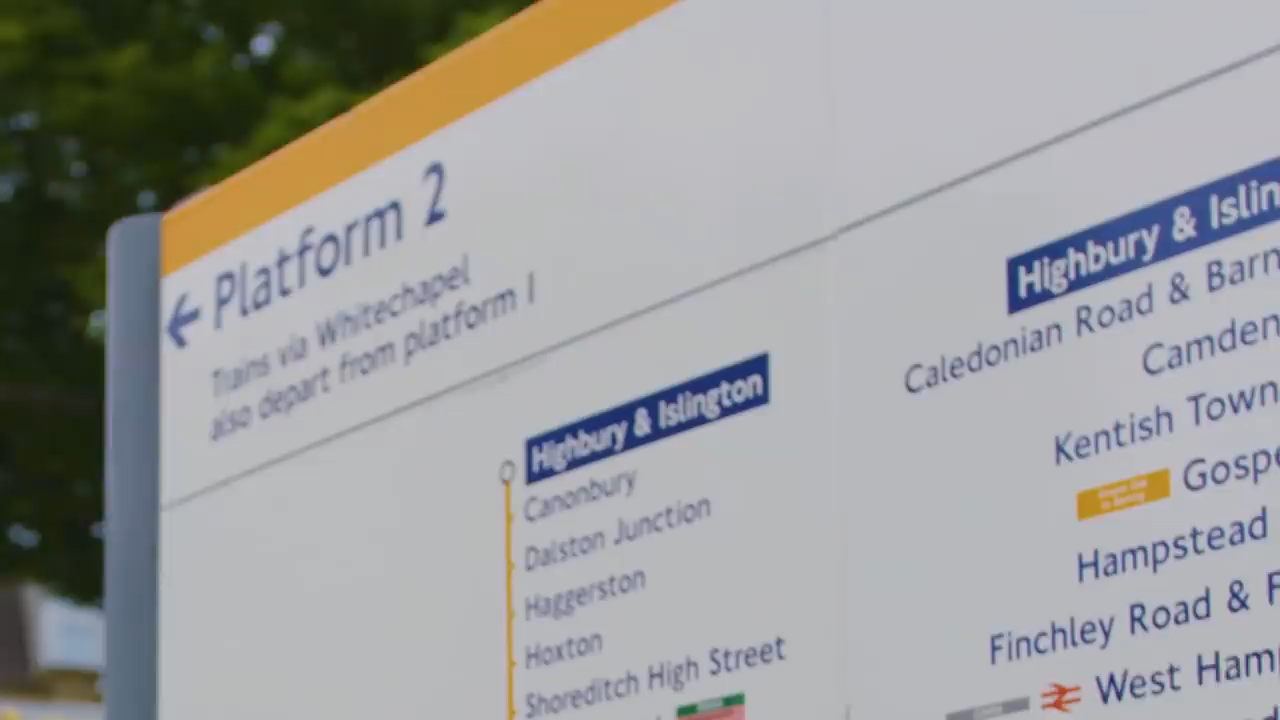 Platform 2
Trains via Whitechapel
also depart from platform 1
Highbury & Islington
Canonbury
Dalston Junction
Haggerston
Hoxton
Shoreditch High Street
Highbury & Islin
Caledonian Road & Barn
Camden
Kentish Town
Gospe
Hampstead
Finchley Road & F
West Hamp